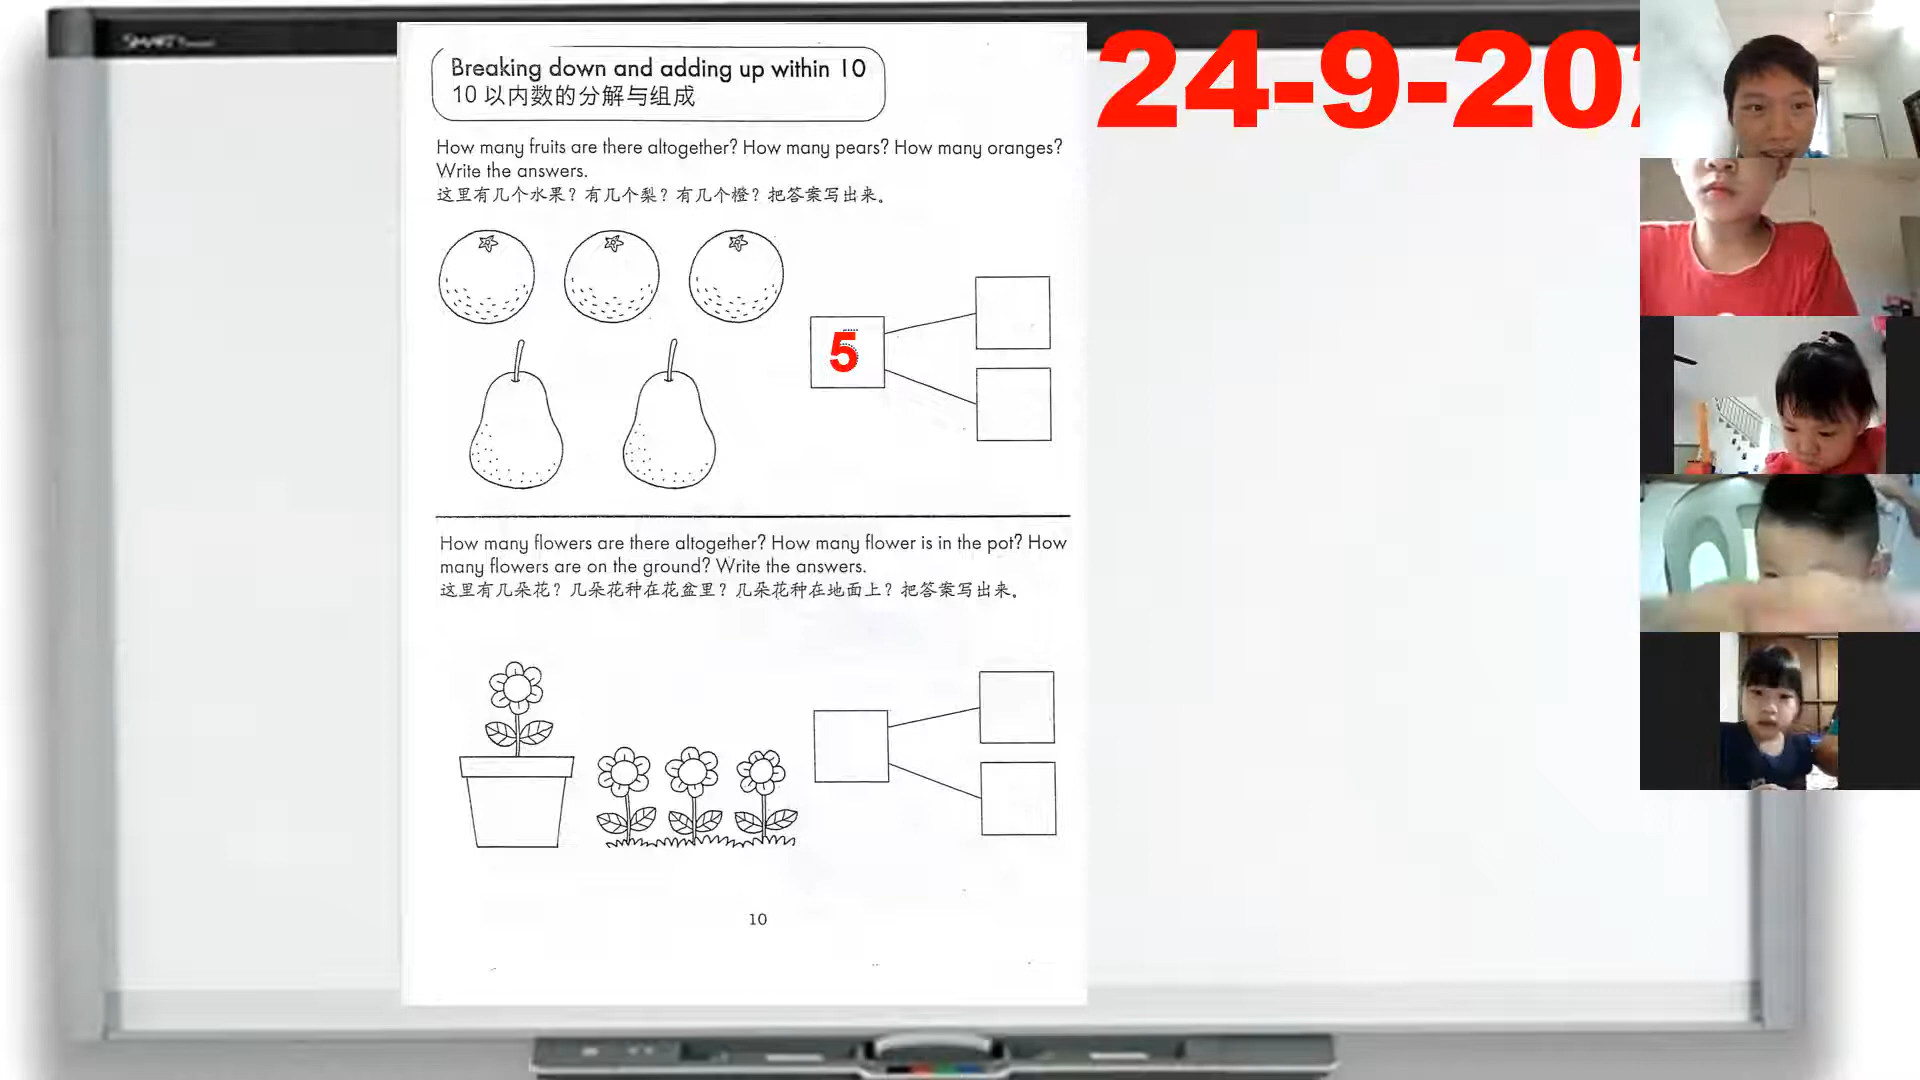 SMART
24-9-202
Breaking down and adding up within 10
10 以内数的分解与组成
How many fruits are there altogether? How many pears? How many oranges?
Write the answers.
这里有几个水果？有几个梨？有几个橙？把答案写出来。
5
How many flowers are there altogether? How many flower is in the pot? How
many flowers are on the ground? Write the answers.
这里有几朵花？几朵花种在花盆里？几朵花种在地面上？把答案写出来。
10